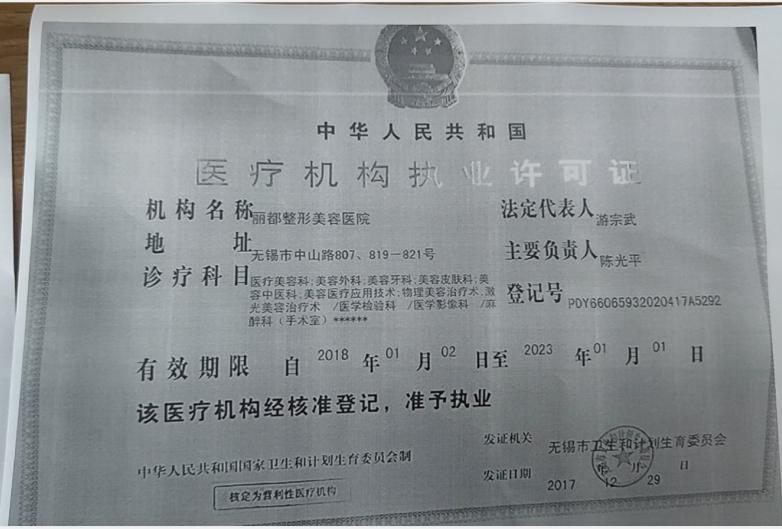 中华人民共和国
医疗机构执业许可证
机构名称 丽都整形美容医院
法定代表人 游宗武
地 址 无锡市中山路807、819-821号
主要负责人 陈光平
诊疗科目 医疗美容科;美容外科;美容牙科;美容皮肤科;美
容中医科;美容医疗应用技术;物理美容治疗术,激
光美容治疗术 /医学检验科 /医学影像科 /麻
醉科(手术室)******
登记号 PDY66065932020417A5292
有效期限 自 2018 年 01 月 02 日至 2023 年 01 月 01 日
该医疗机构经核准登记，准予执业
发证机关 无锡市卫生和计划生育委员会
中华人民共和国国家卫生和计划生育委员会制
发证日期 2017 年 12 月 29 日
核定为营利性医疗机构